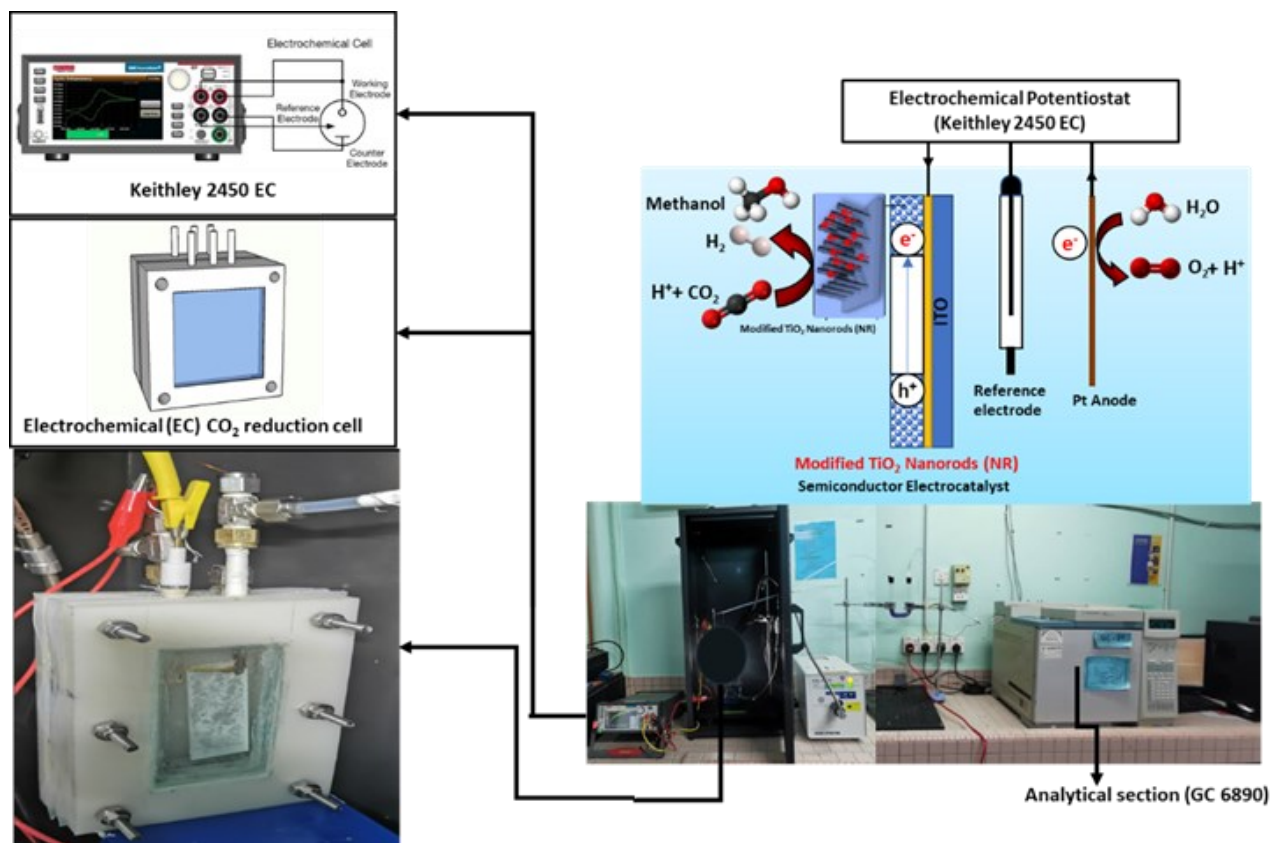 Electrochemical Cell
Working
Electrode
Reference
Electrode
Counter
Electrode
Keithley 2450 EC
Electrochemical (EC) CO₂ reduction cell
Electrochemical Potentiostat
(Keithley 2450 EC)
Methanol
H₂
H⁺+ CO₂
Modified TiO₂ Nanorods (NR)
e⁻
h⁺
ITO
Reference
electrode
e⁻
Pt Anode
H₂O
O₂+ H⁺
Modified TiO₂ Nanorods (NR)
Semiconductor Electrocatalyst
Analytical section (GC 6890)